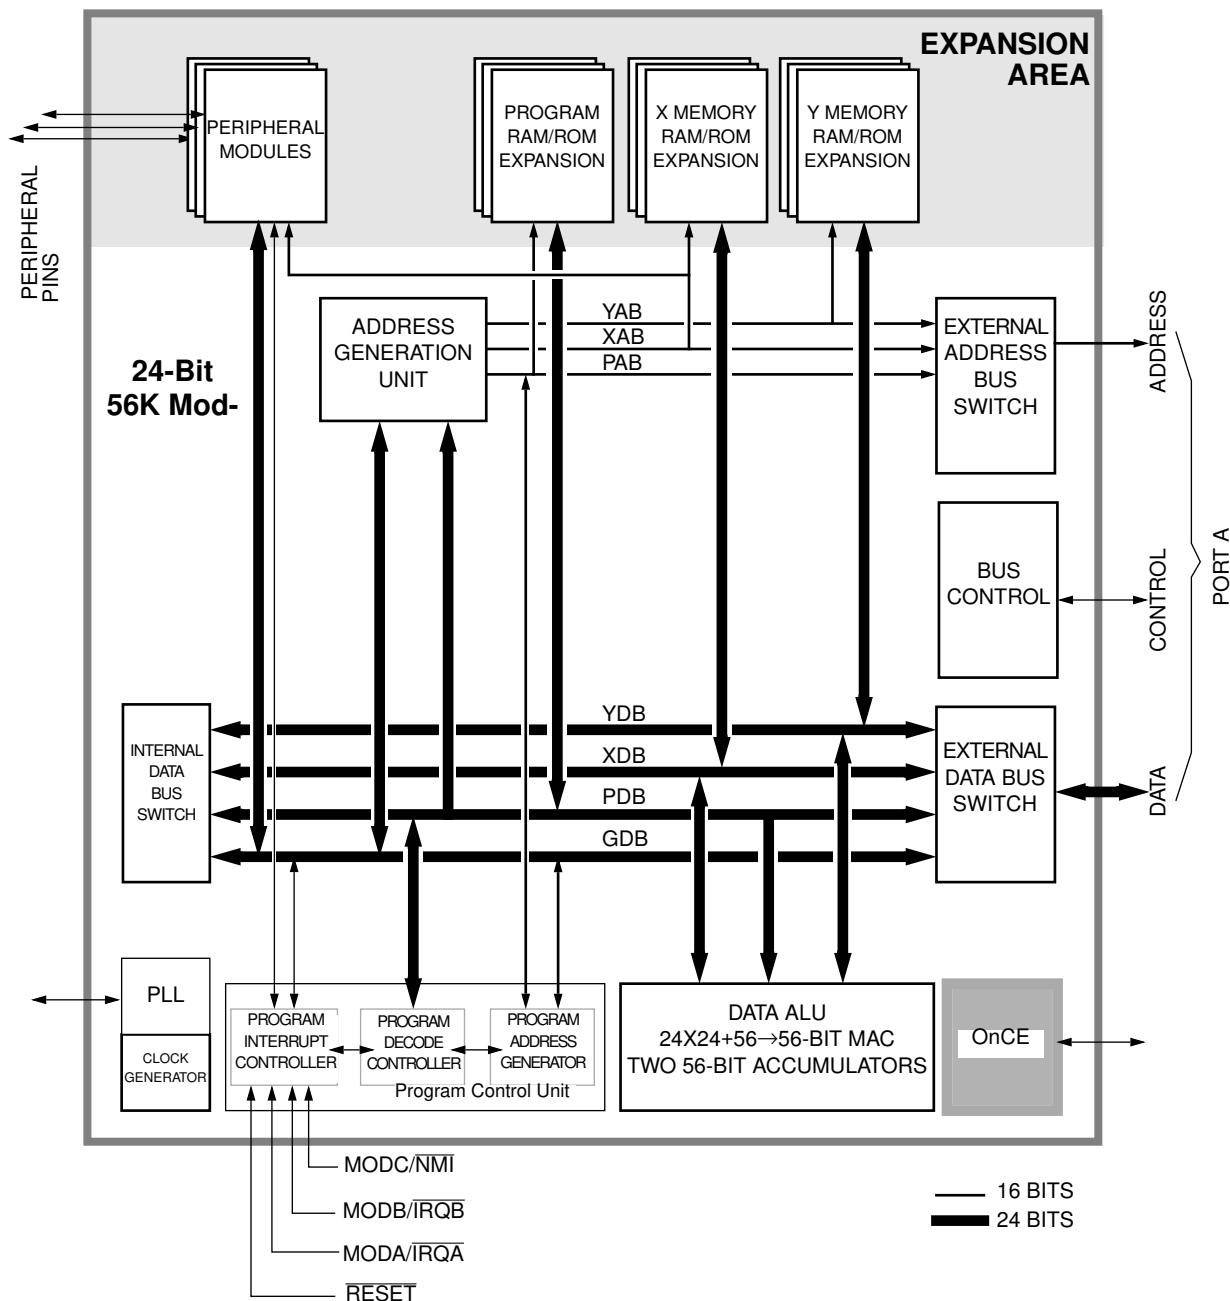 EXPANSION
AREA
PERIPHERAL
MODULES
PROGRAM
RAM/ROM
EXPANSION
X MEMORY
RAM/ROM
EXPANSION
Y MEMORY
RAM/ROM
EXPANSION
PERIPHERAL
PINS
24-Bit
56K Mod-
ADDRESS
GENERATION
UNIT
YAB
XAB
PAB
EXTERNAL
ADDRESS
BUS
SWITCH
ADDRESS
BUS
CONTROL
CONTROL
PORT A
INTERNAL
DATA
BUS
SWITCH
YDB
XDB
PDB
GDB
EXTERNAL
DATA BUS
SWITCH
DATA
PLL
CLOCK
GENERATOR
PROGRAM
INTERRUPT
CONTROLLER
PROGRAM
DECODE
CONTROLLER
PROGRAM
ADDRESS
GENERATOR
Program Control Unit
DATA ALU
24X24+56→56-BIT MAC
TWO 56-BIT ACCUMULATORS
OnCE
MODC/N̅M̅I̅
MODB/I̅R̅Q̅B̅
MODA/I̅R̅Q̅A̅
R̅E̅S̅E̅T̅
16 BITS
24 BITS